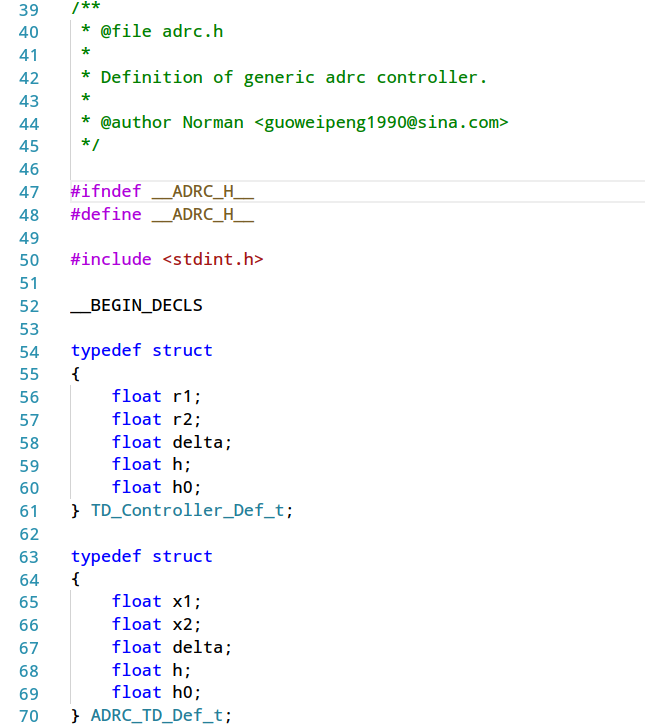 39 /**
40  * @file adrc.h
41  *
42  * Definition of generic adrc controller.
43  *
44  * @author Norman <guoweipeng1990@sina.com>
45  */
46
47 #ifndef __ADRC_H__
48 #define __ADRC_H__
49
50 #include <stdint.h>
51
52 __BEGIN_DECLS
53
54 typedef struct
55 {
56     float r1;
57     float r2;
58     float delta;
59     float h;
60     float h0;
61 } TD_Controller_Def_t;
62
63 typedef struct
64 {
65     float x1;
66     float x2;
67     float delta;
68     float h;
69     float h0;
70 } ADRC_TD_Def_t;